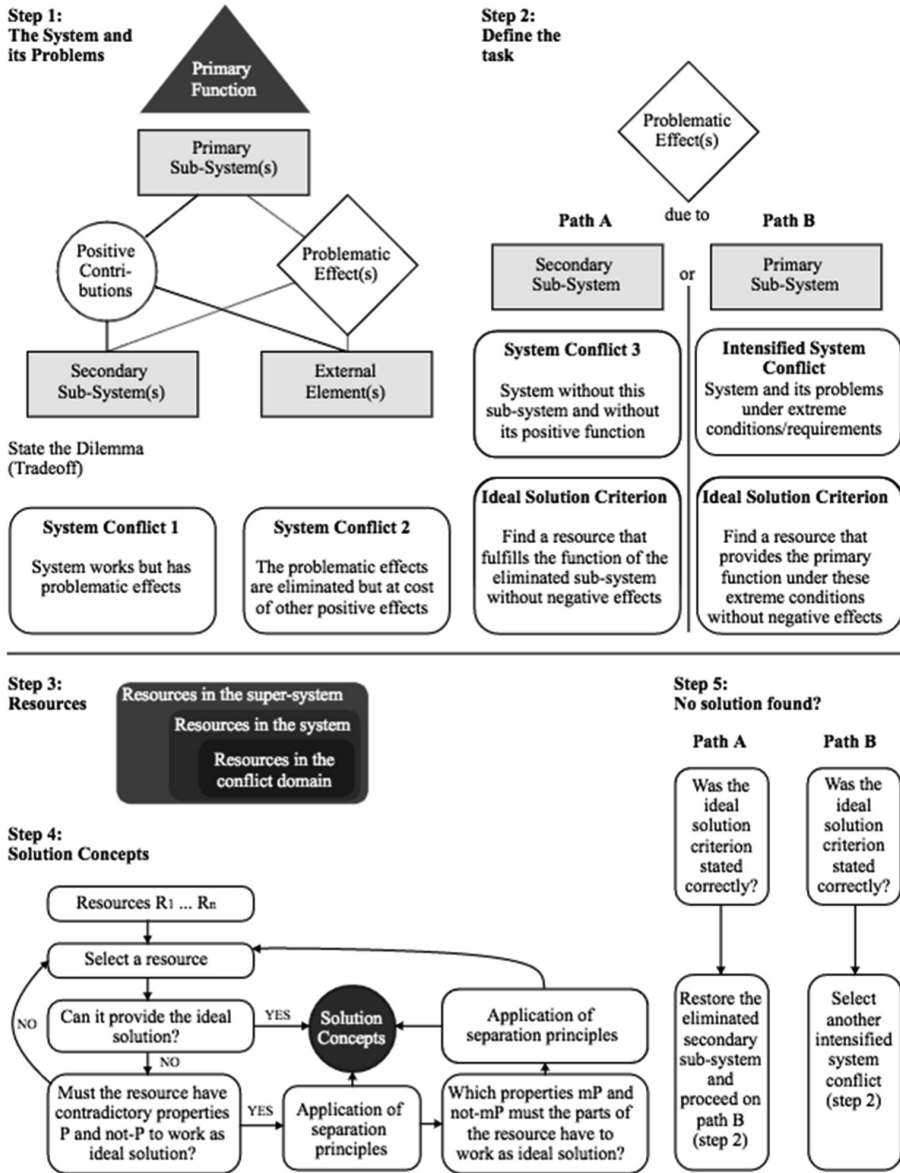 Step 1:
The System and
its Problems
Primary
Function
Primary
Sub-System(s)
Positive
Contri-
butions
Problematic
Effect(s)
Secondary
Sub-System(s)
External
Element(s)
State the Dilemma
(Tradeoff)
System Conflict 1
System works but has
problematic effects
System Conflict 2
The problematic effects
are eliminated but at cost
of other positive effects
Step 2:
Define the
task
Problematic
Effect(s)
due to
Path A
Path B
Secondary
Sub-System
or
Primary
Sub-System
System Conflict 3
System without this
sub-system and without
its positive function
Intensified System
Conflict
System and its problems
under extreme
conditions/requirements
Ideal Solution Criterion
Find a resource that
fulfills the function of the
eliminated sub-system
without negative effects
Ideal Solution Criterion
Find a resource that
provides the primary
function under these
extreme conditions
without negative effects
Step 3:
Resources
Resources in the super-system
Resources in the system
Resources in the
conflict domain
Step 4:
Solution Concepts
Resources R1 ... Rn
Select a resource
Can it provide the ideal
solution?
YES
NO
NO
Must the resource have
contradictory properties
P and not-P to work as
ideal solution?
YES
Solution
Concepts
Application of
separation principles
Which properties mP and
not-mP must the parts of
the resource have to
work as ideal solution?
Application of
separation principles
Step 5:
No solution found?
Path A
Path B
Was the
ideal
solution
criterion
stated
correctly?
Was the
ideal
solution
criterion
stated
correctly?
Restore the
eliminated
secondary
sub-system
and
proceed on
path B
(step 2)
Select
another
intensified
system
conflict
(step 2)